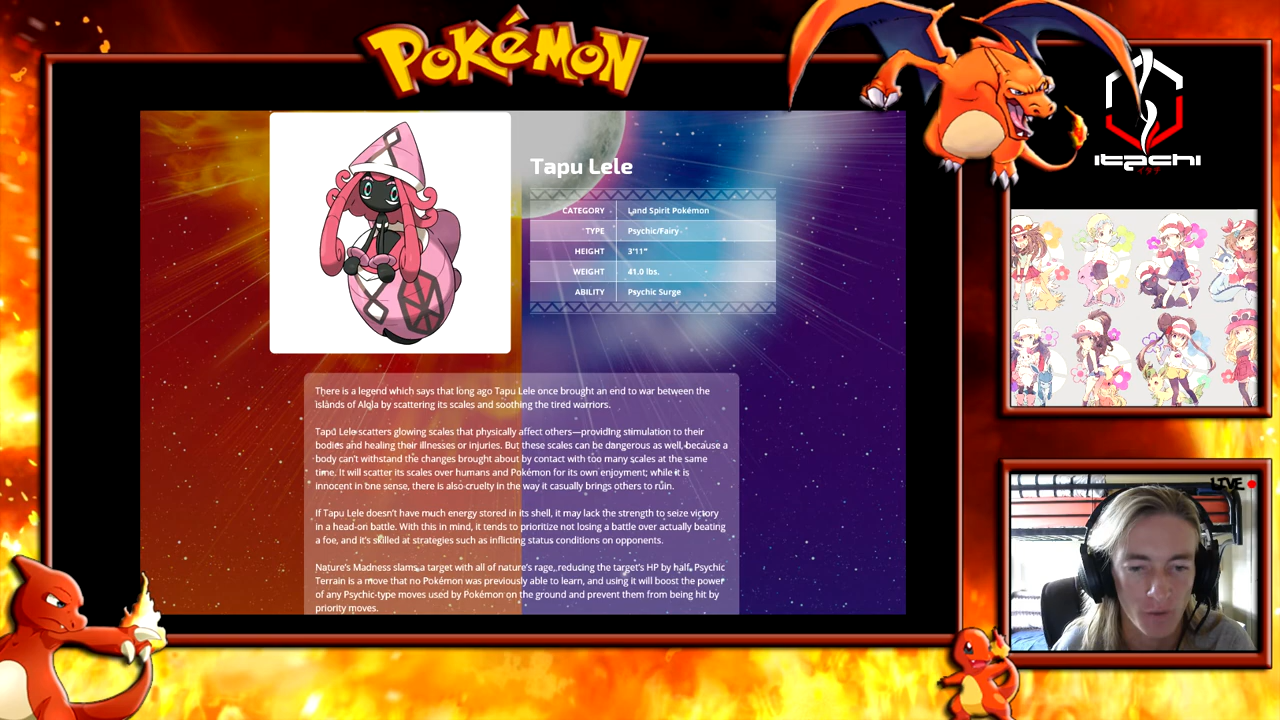 POKéMON
ITACHI
イタチ
Tapu Lele
CATEGORY Land Spirit Pokémon
TYPE Psychic/Fairy
HEIGHT 3'11"
WEIGHT 41.0 lbs.
ABILITY Psychic Surge
There is a legend which says that long ago Tapu Lele once brought an end to war between the
islands of Alola by scattering its scales and soothing the tired warriors.
Tapu Lele scatters glowing scales that physically affect others—providing stimulation to their
bodies and healing their illnesses or injuries. But these scales can be dangerous as well, because a
body can't withstand the changes brought about by contact with too many scales at the same
time. It will scatter its scales over humans and Pokémon for its own enjoyment; while it is
innocent in one sense, there is also cruelty in the way it casually brings others to ruin.
If Tapu Lele doesn't have much energy stored in its shell, it may lack the strength to seize victory
in a head-on battle. With this in mind, it tends to prioritize not losing a battle over actually beating
a foe, and it's skilled at strategies such as inflicting status conditions on opponents.
Nature's Madness slams a target with all of nature's rage, reducing the target's HP by half. Psychic
Terrain is a move that no Pokémon was previously able to learn, and using it will boost the power
of any Psychic-type moves used by Pokémon on the ground and prevent them from being hit by
priority moves.
LIVE